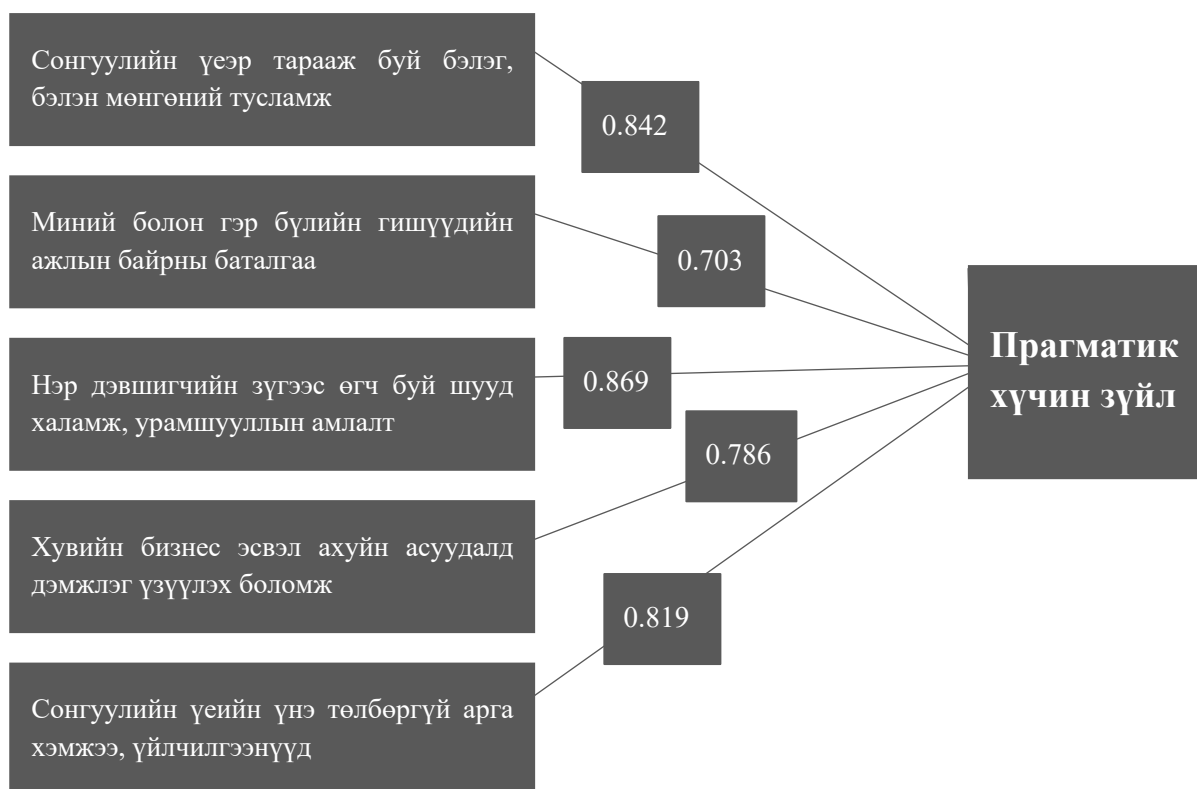 Сонгуулийн үеэр тарааж буй бэлэг,
бэлэн мөнгөний тусламж
0.842
Миний болон гэр бүлийн гишүүдийн
ажлын байрны баталгаа
0.703
Нэр дэвшигчийн зүгээс өгч буй шууд
халамж, урамшууллын амлалт
0.869
Хувийн бизнес эсвэл ахуйн асуудалд
дэмжлэг үзүүлэх боломж
0.786
Сонгуулийн үеийн үнэ төлбөргүй арга
хэмжээ, үйлчилгээнүүд
0.819
Прагматик
хүчин зүйл